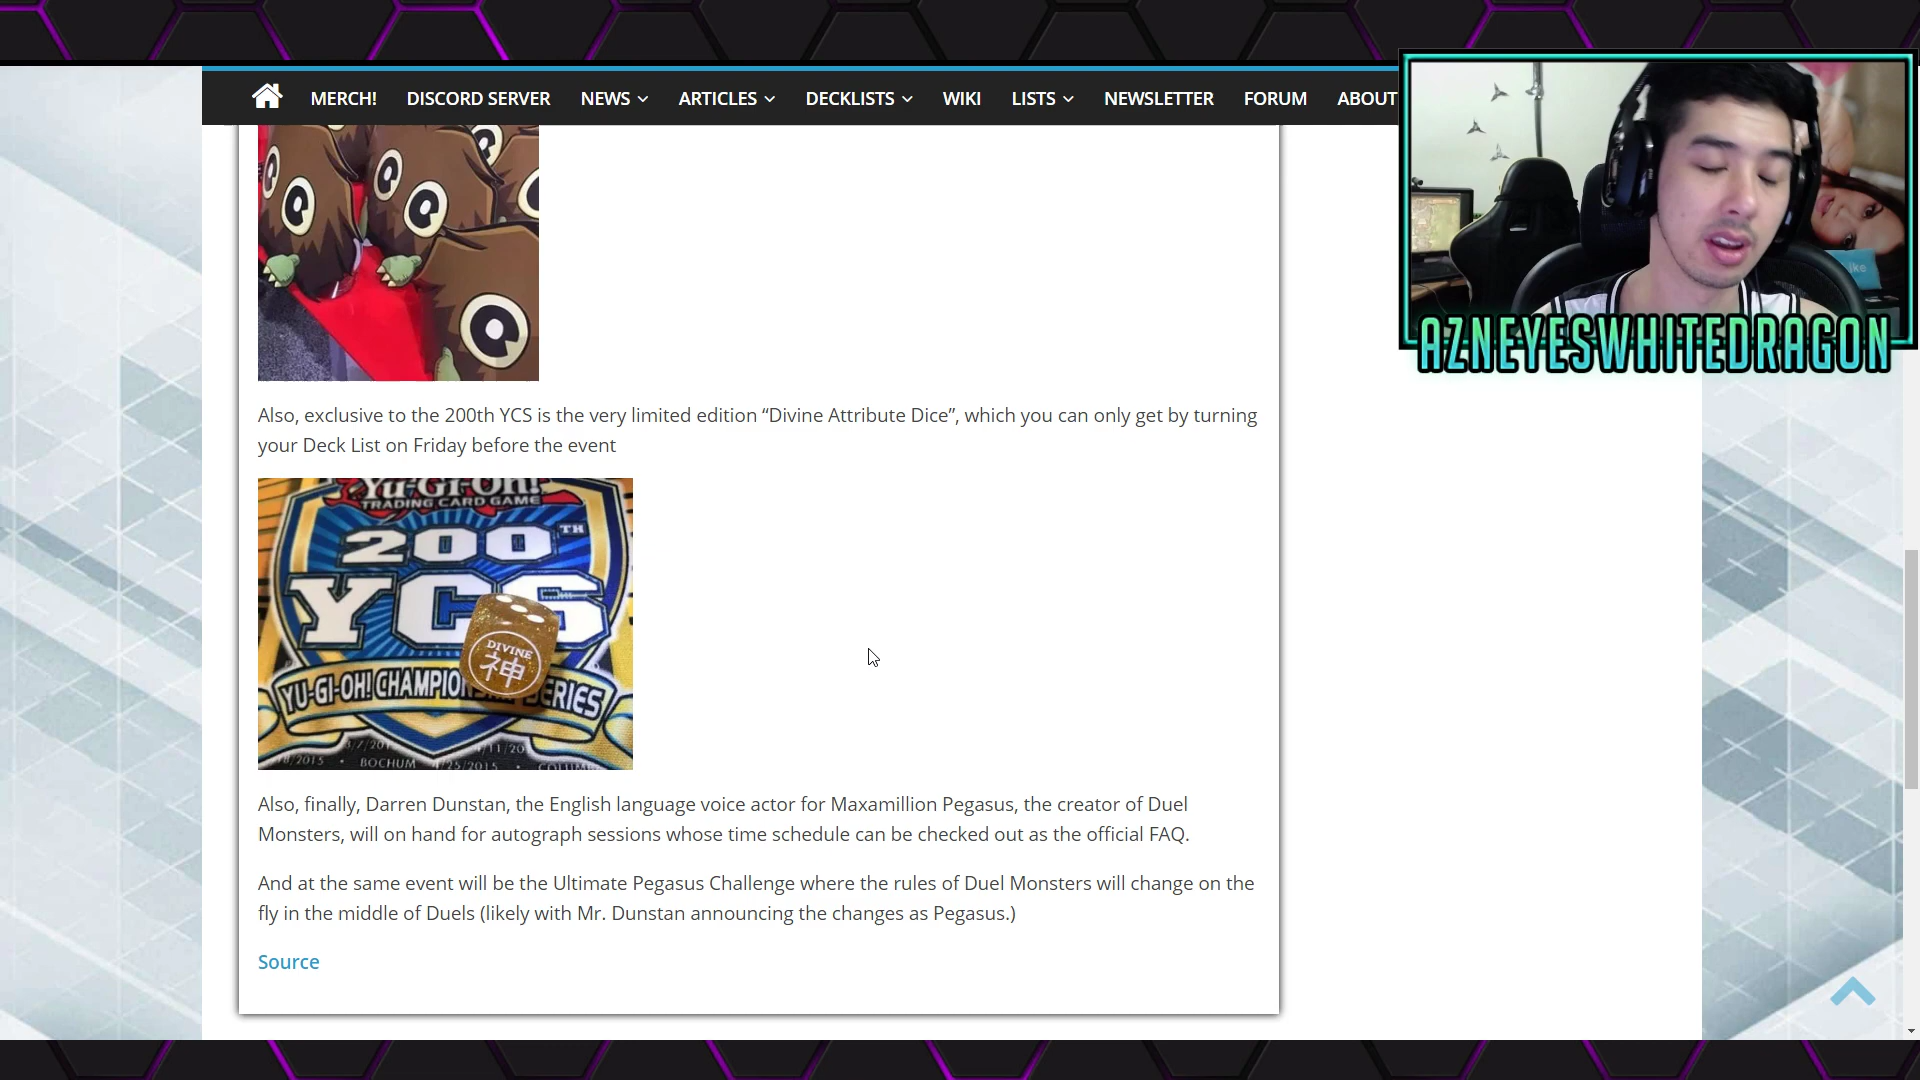 MERCH!
DISCORD SERVER
NEWS
ARTICLES
DECKLISTS
WIKI
LISTS
NEWSLETTER
FORUM
ABOUT
AZNEYESWHITEDRAGON
Also, exclusive to the 200th YCS is the very limited edition “Divine Attribute Dice”, which you can only get by turning
your Deck List on Friday before the event
Yu-Gi-Oh!
TRADING CARD GAME
200TH
YCS
DIVINE
神
YU-GI-OH!
BOCHUM 4/25/2015
Also, finally, Darren Dunstan, the English language voice actor for Maxamillion Pegasus, the creator of Duel
Monsters, will on hand for autograph sessions whose time schedule can be checked out as the official FAQ.
And at the same event will be the Ultimate Pegasus Challenge where the rules of Duel Monsters will change on the
fly in the middle of Duels (likely with Mr. Dunstan announcing the changes as Pegasus.)
Source